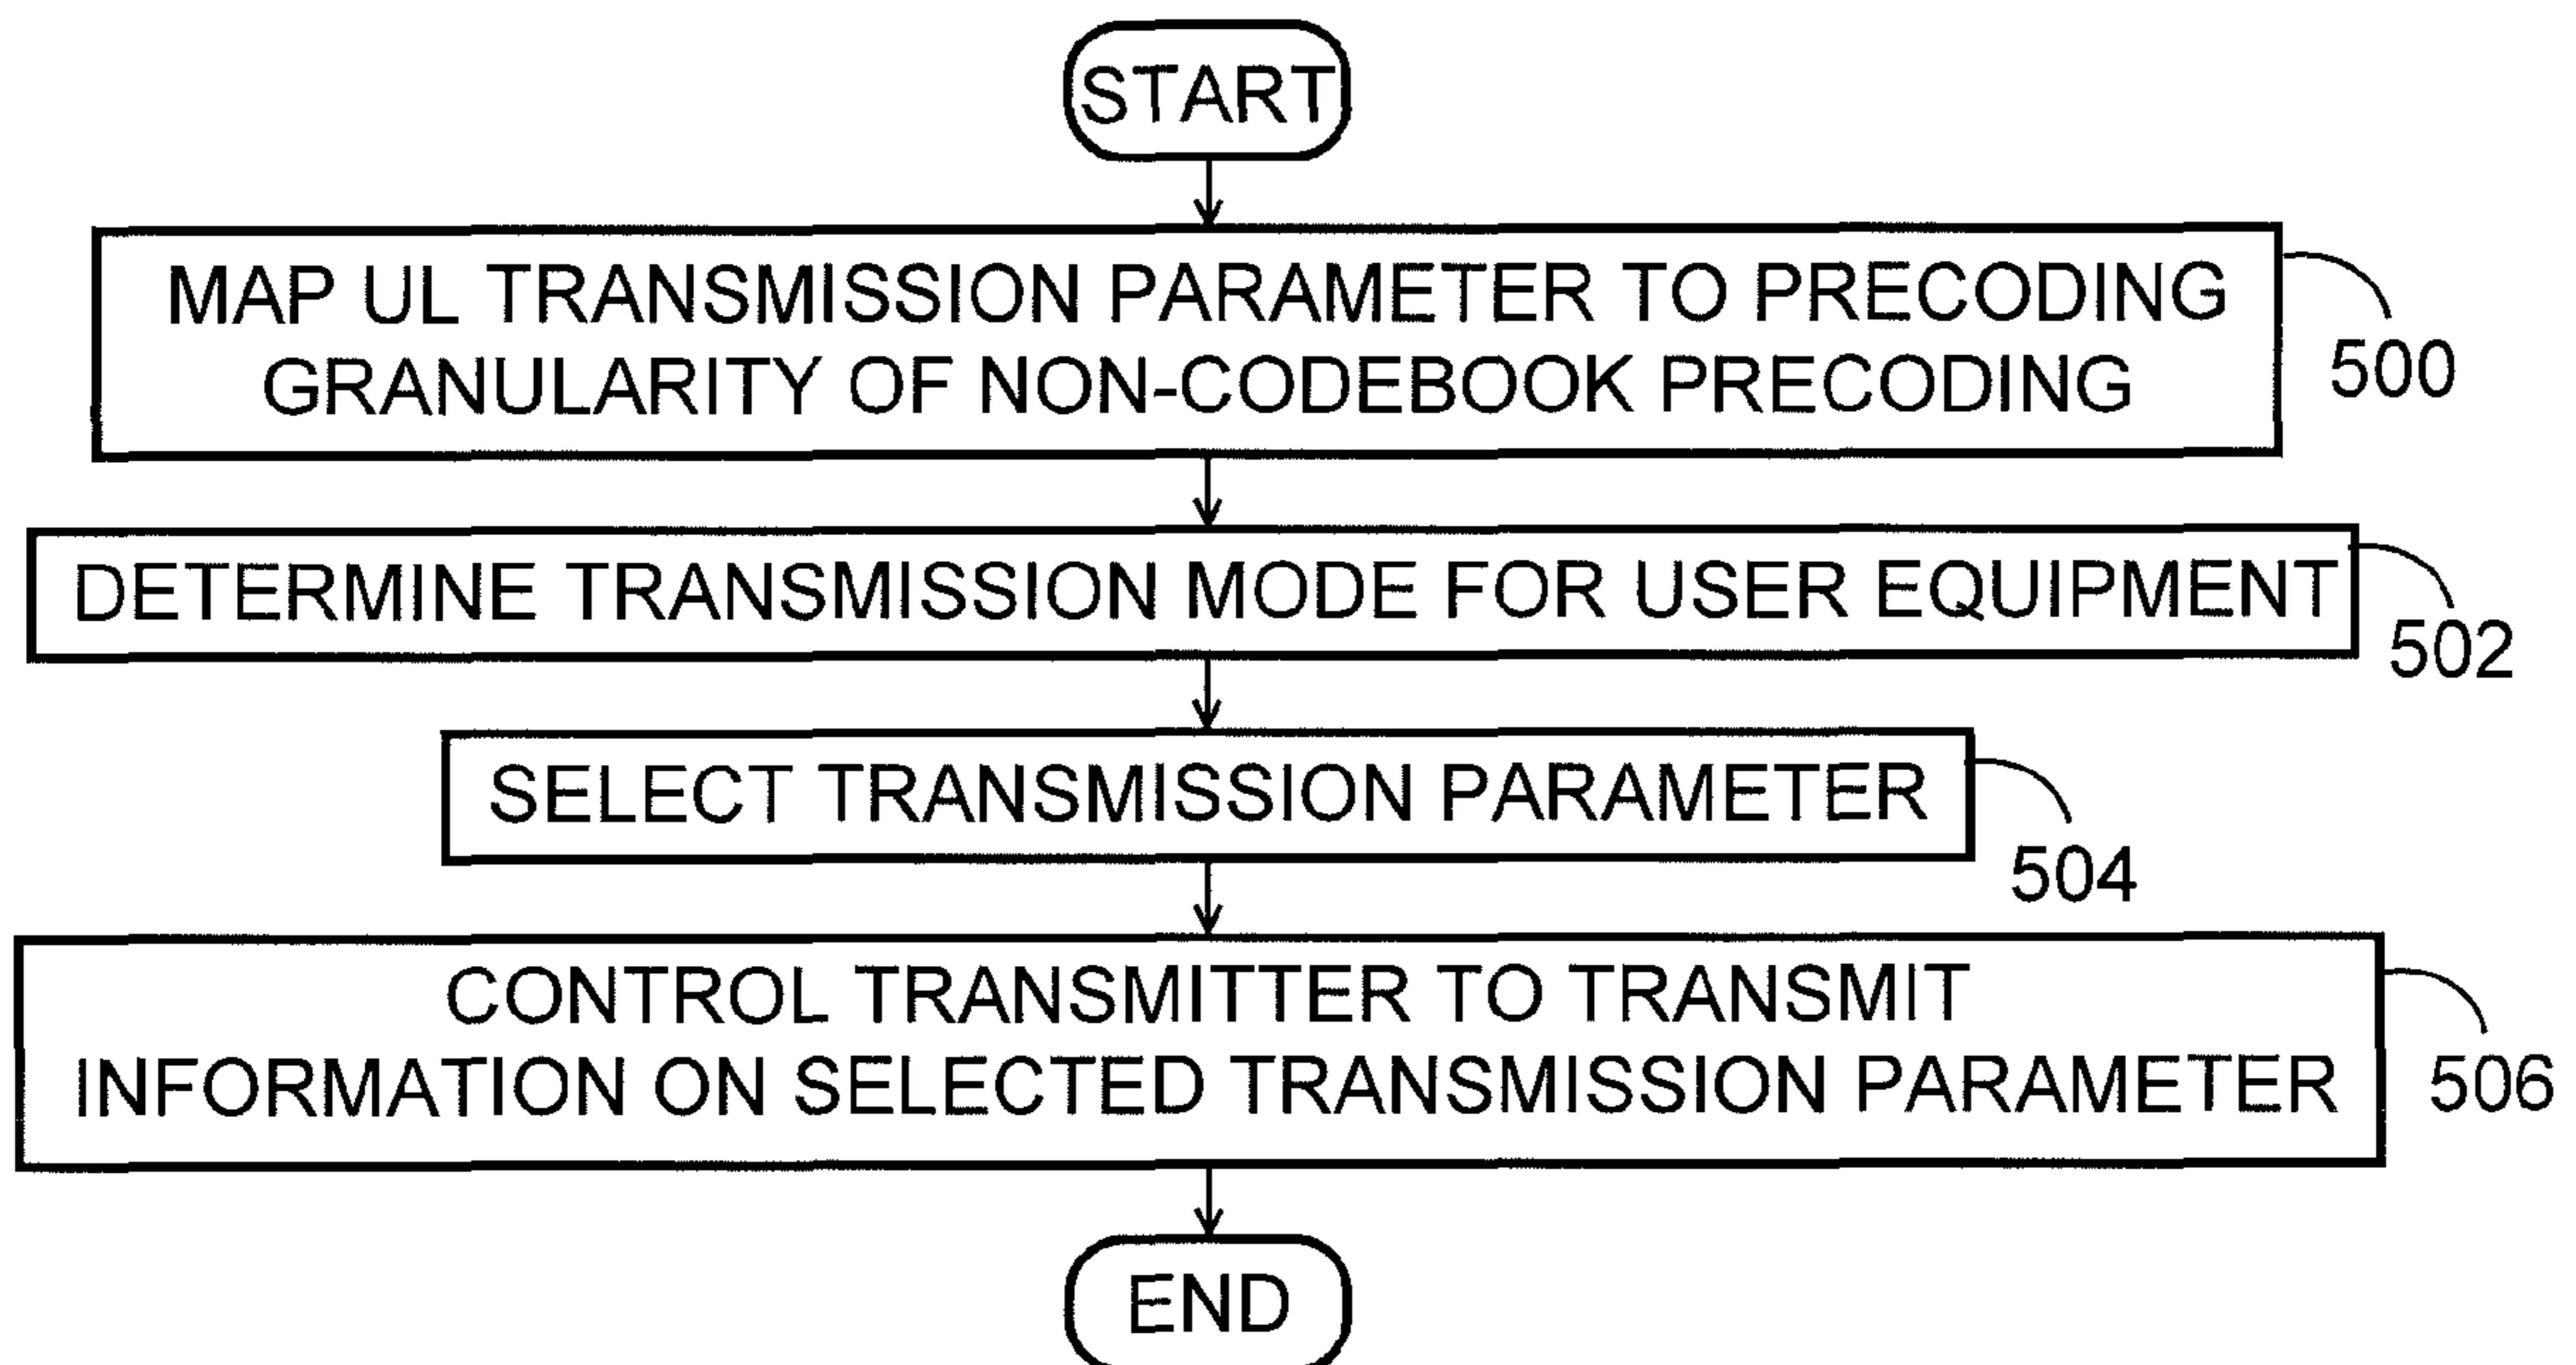 START
MAP UL TRANSMISSION PARAMETER TO PRECODING
GRANULARITY OF NON-CODEBOOK PRECODING
500
DETERMINE TRANSMISSION MODE FOR USER EQUIPMENT
502
SELECT TRANSMISSION PARAMETER
504
CONTROL TRANSMITTER TO TRANSMIT
INFORMATION ON SELECTED TRANSMISSION PARAMETER
506
END